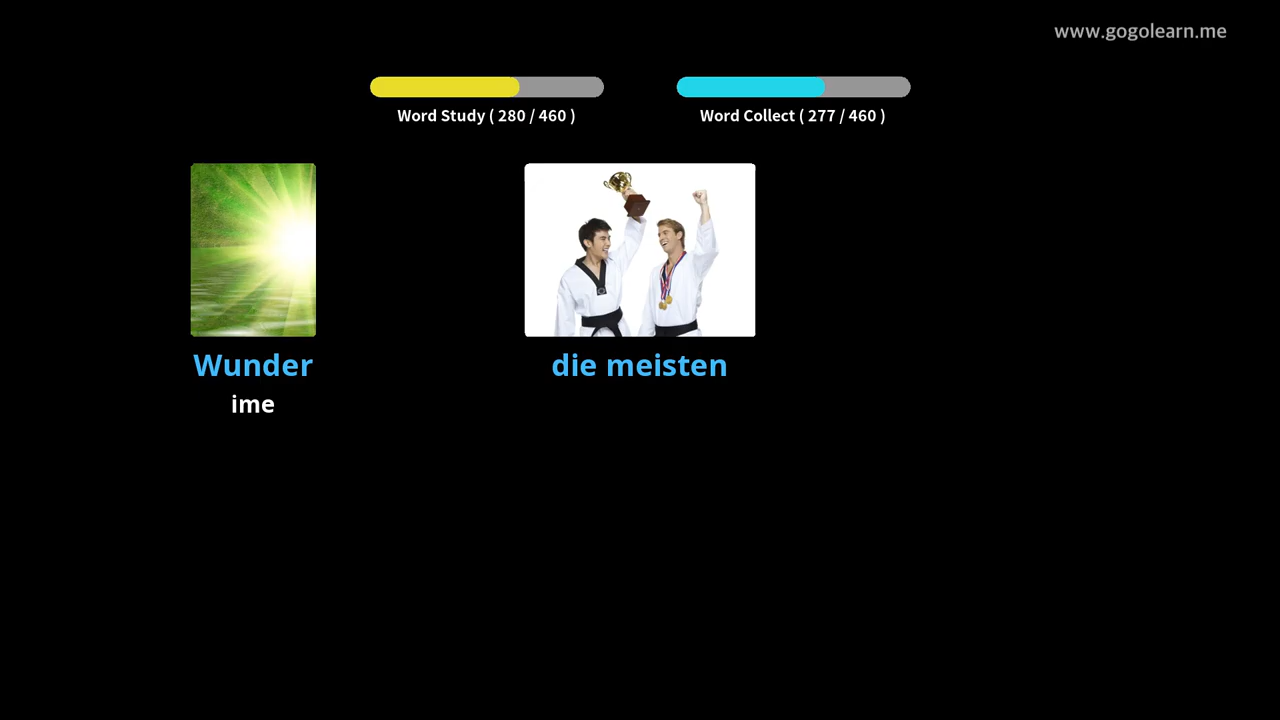 www.gogolearn.me
Word Study ( 280 / 460 )
Word Collect ( 277 / 460 )
Wunder
ime
die meisten